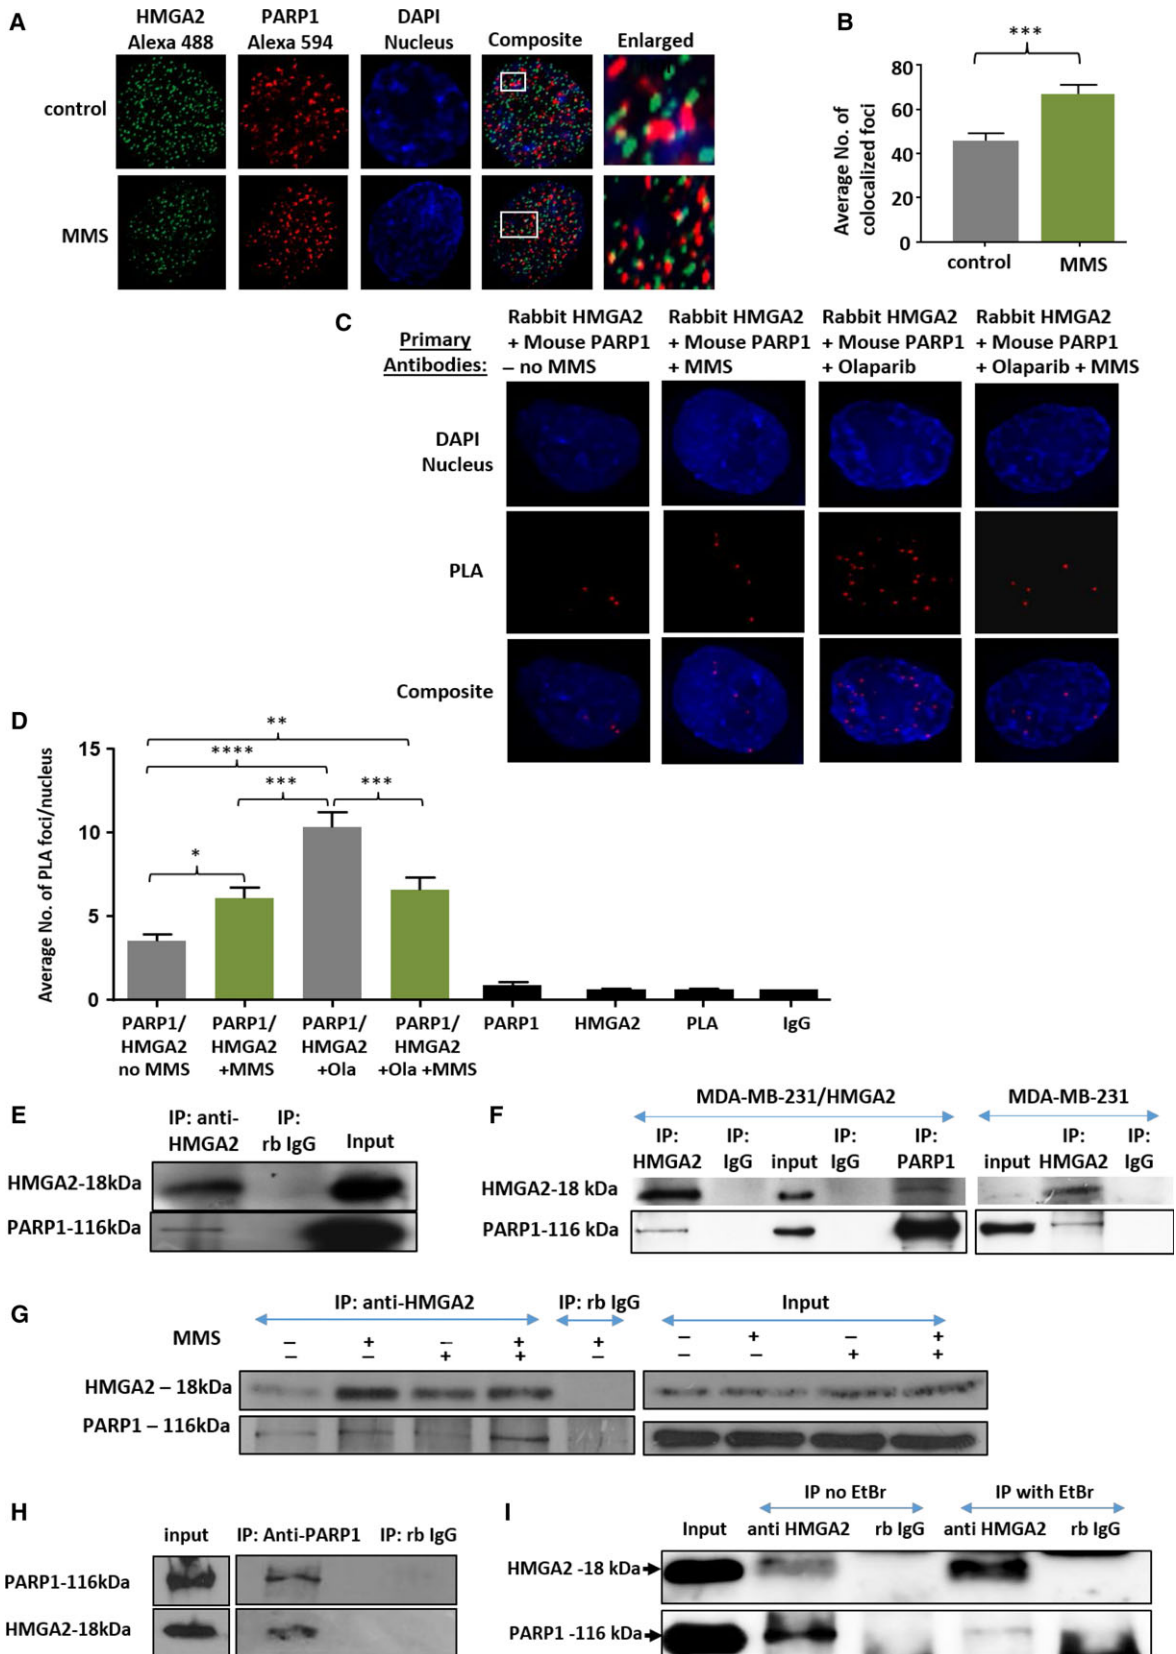 A
HMGA2 PARP1 DAPI
Alexa 488 Alexa 594 Nucleus Composite Enlarged
control
MMS
B
***
Average No. of
colocalized foci
80
60
40
20
0
control MMS
C
Primary
Antibodies:
Rabbit HMGA2
+ Mouse PARP1
– no MMS
Rabbit HMGA2
+ Mouse PARP1
+ MMS
Rabbit HMGA2
+ Mouse PARP1
+ Olaparib
Rabbit HMGA2
+ Mouse PARP1
+ Olaparib + MMS
DAPI
Nucleus
PLA
Composite
D
Average No. of PLA foci/nucleus
15
10
5
0
**
****
*** ***
*
PARP1/
HMGA2
no MMS
PARP1/
HMGA2
+MMS
PARP1/
HMGA2
+Ola
PARP1/
HMGA2
+Ola +MMS
PARP1
HMGA2
PLA
IgG
E
IP: anti-
HMGA2
IP:
rb IgG
Input
HMGA2-18kDa
PARP1-116kDa
F
MDA-MB-231/HMGA2 MDA-MB-231
IP:
HMGA2
IP:
IgG
input
IP:
IgG
IP:
PARP1
input
IP:
HMGA2
IP:
IgG
HMGA2-18 kDa
PARP1-116 kDa
G
IP: anti-HMGA2 IP: rb IgG Input
MMS – + – + + – + – +
– – + + – – – + +
HMGA2 – 18kDa
PARP1 – 116kDa
H
input IP: Anti-PARP1 IP: rb IgG
PARP1-116kDa
HMGA2-18kDa
I
IP no EtBr IP with EtBr
Input anti HMGA2 rb IgG anti HMGA2 rb IgG
HMGA2 -18 kDa
PARP1 -116 kDa